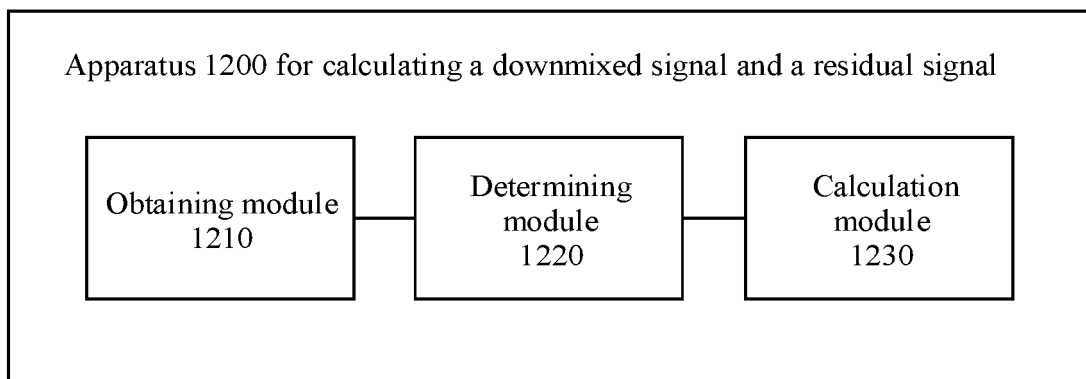 Apparatus 1200 for calculating a downmixed signal and a residual signal
Obtaining module
1210
Determining
module
1220
Calculation
module
1230